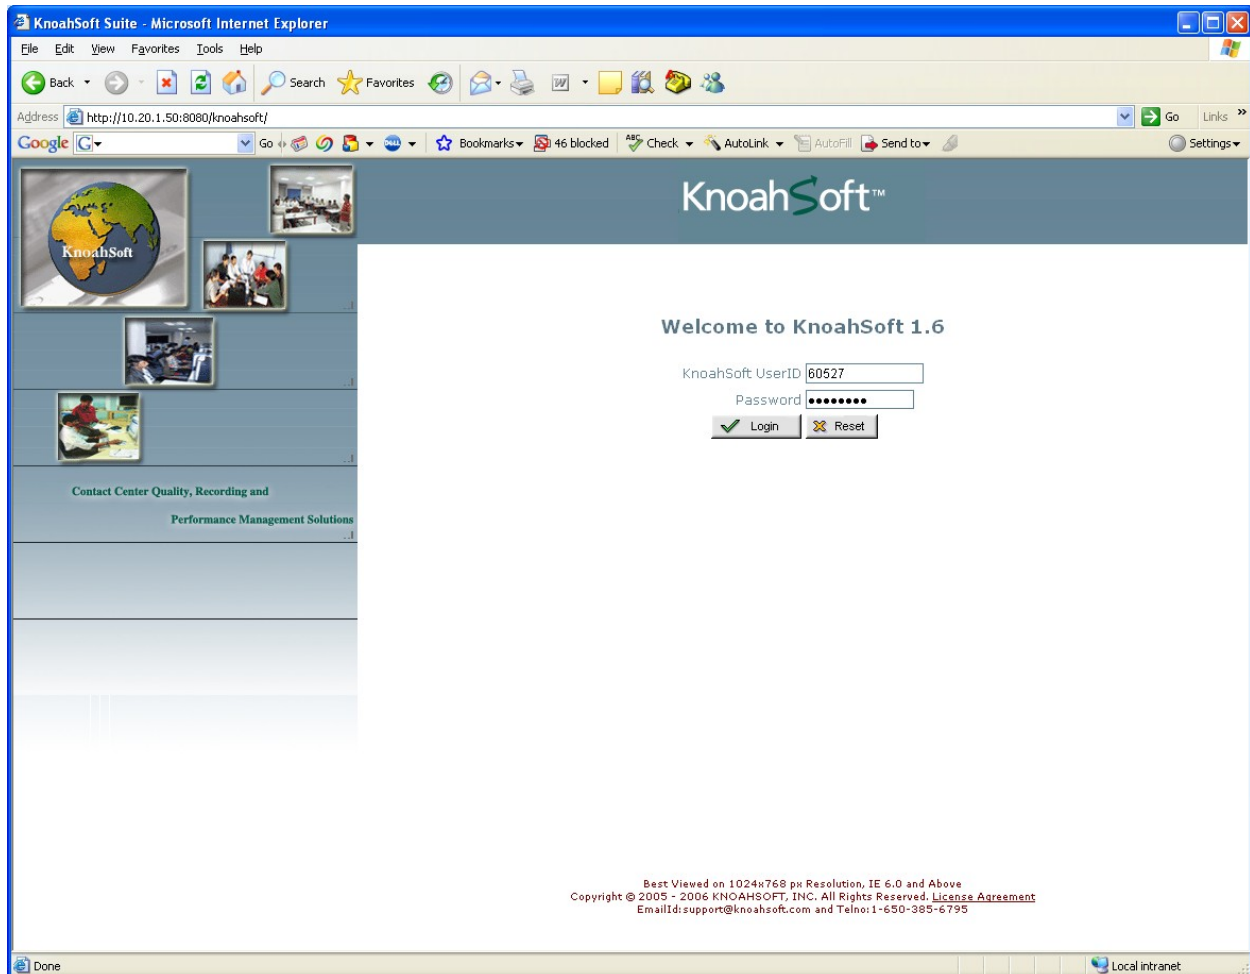 KnoahSoft Suite - Microsoft Internet Explorer
File Edit View Favorites Tools Help
Back Search Favorites
Address http://10.20.1.50:8080/knoahsoft/ Go Links »
Google G Go Bookmarks 46 blocked ABC Check AutoLink AutoFill Send to Settings
KnoahSoft
KnoahSoft™
Welcome to KnoahSoft 1.6
KnoahSoft UserID 60527
Password ••••••••
Login Reset
Contact Center Quality, Recording and
Performance Management Solutions
Best Viewed on 1024x768 px Resolution, IE 6.0 and Above
Copyright © 2005 - 2006 KNOAHSOFT, INC. All Rights Reserved. License Agreement
EmailId:support@knoahsoft.com and Telno:1-650-385-6795
Done Local intranet